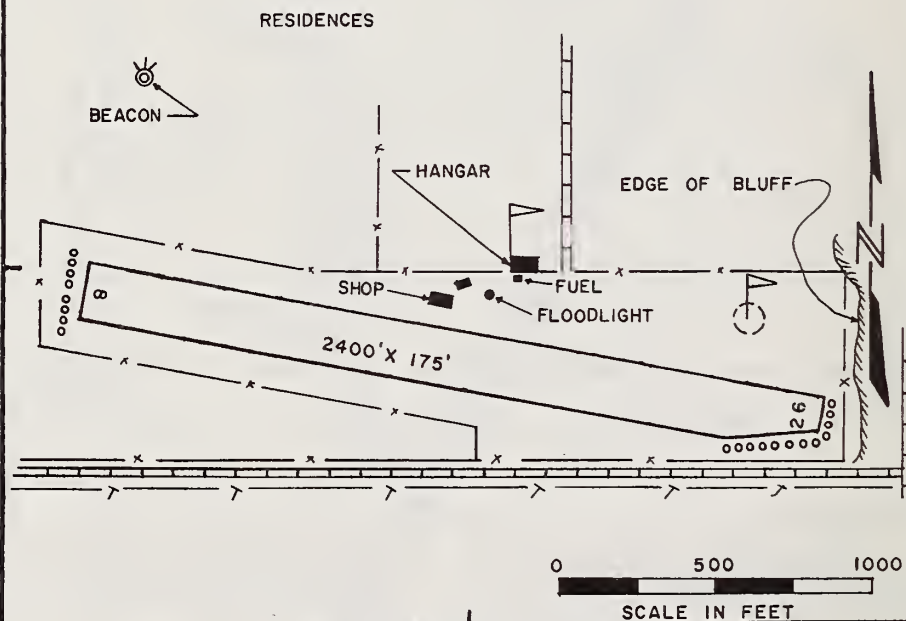 RESIDENCES
BEACON
HANGAR
EDGE OF BLUFF
N
SHOP
FUEL
FLOODLIGHT
8
2400' X 175'
26
0 500 1000
SCALE IN FEET